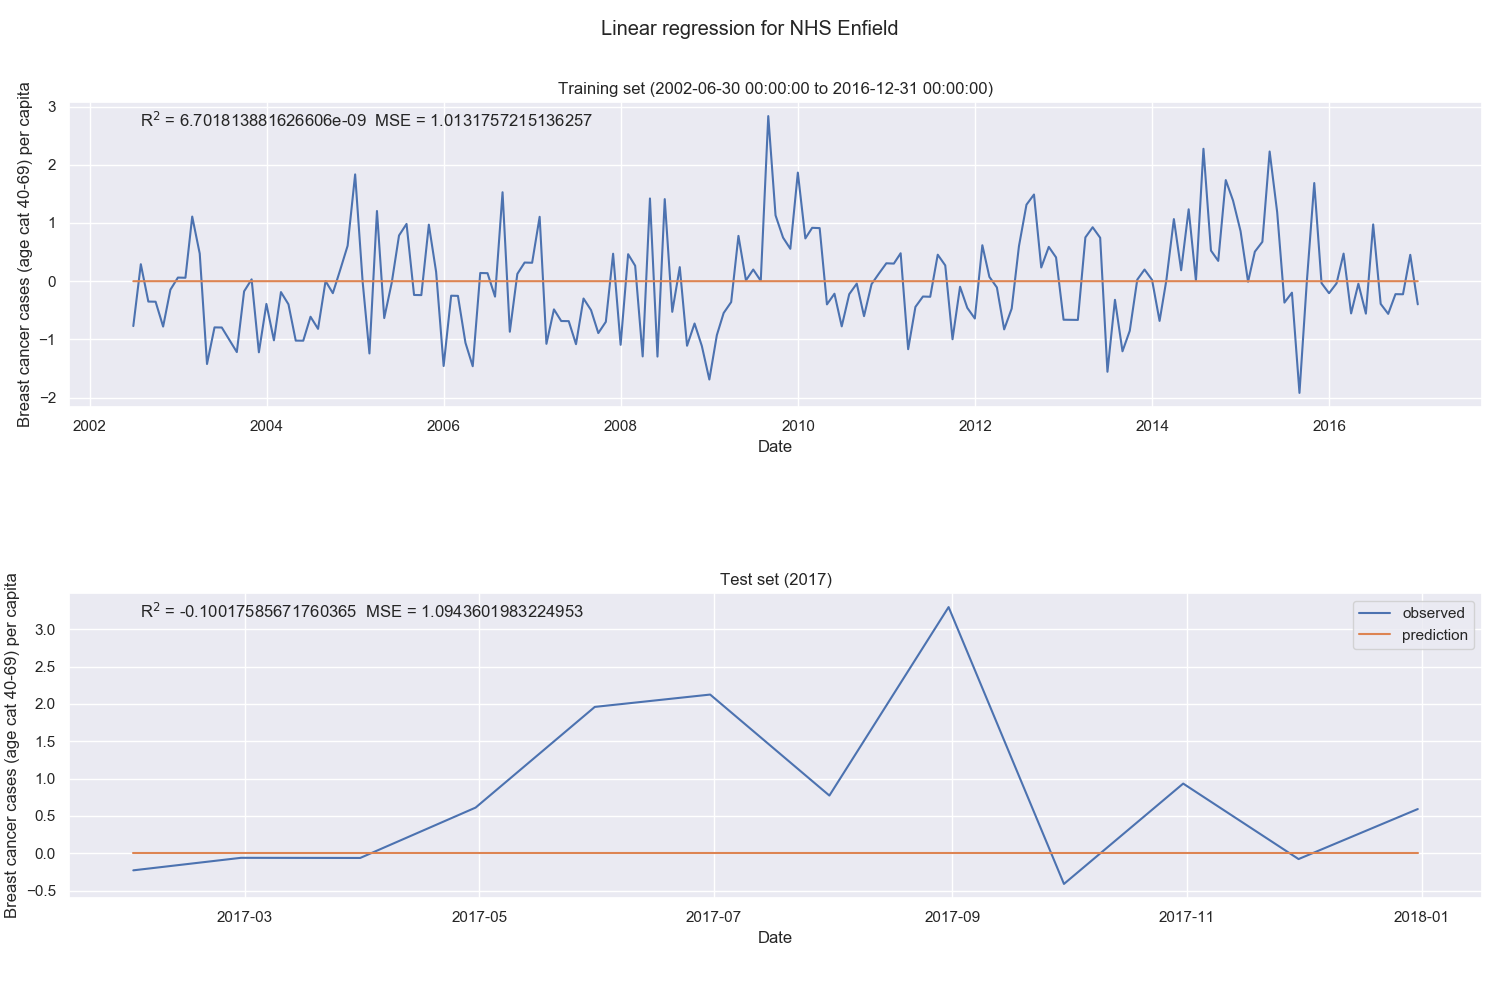 Linear regression for NHS Enfield
Training set (2002-06-30 00:00:00 to 2016-12-31 00:00:00)
R² = 6.701813881626606e-09  MSE = 1.0131757215136257
Breast cancer cases (age cat 40-69) per capita
3
2
1
0
−1
−2
2002
2004
2006
2008
2010
2012
2014
2016
Date
Test set (2017)
R² = -0.10017585671760365  MSE = 1.0943601983224953
observed
prediction
Breast cancer cases (age cat 40-69) per capita
3.0
2.5
2.0
1.5
1.0
0.5
0.0
−0.5
2017-03
2017-05
2017-07
2017-09
2017-11
2018-01
Date